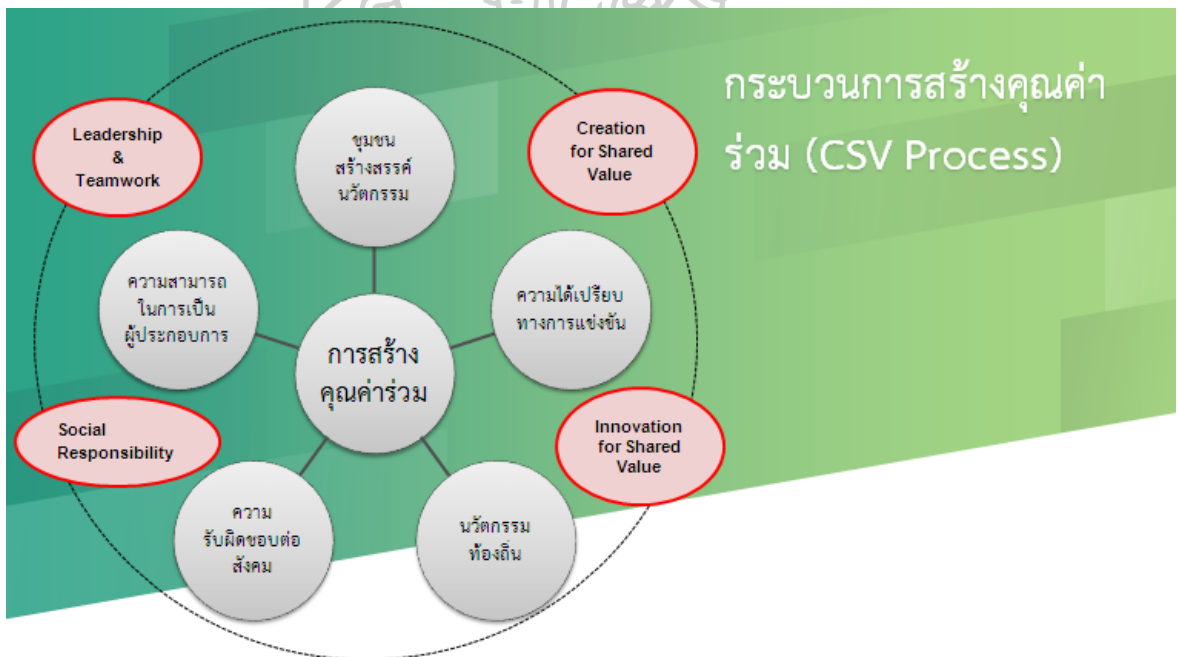 กระบวนการสร้างคุณค่า
ร่วม (CSV Process)
Leadership
&
Teamwork
ชุมชน
สร้างสรรค์
นวัตกรรม
Creation
for Shared
Value
ความสามารถ
ในการเป็น
ผู้ประกอบการ
ความได้เปรียบ
ทางการแข่งขัน
การสร้าง
คุณค่าร่วม
Social
Responsibility
Innovation
for Shared
Value
ความ
รับผิดชอบต่อ
สังคม
นวัตกรรม
ท้องถิ่น